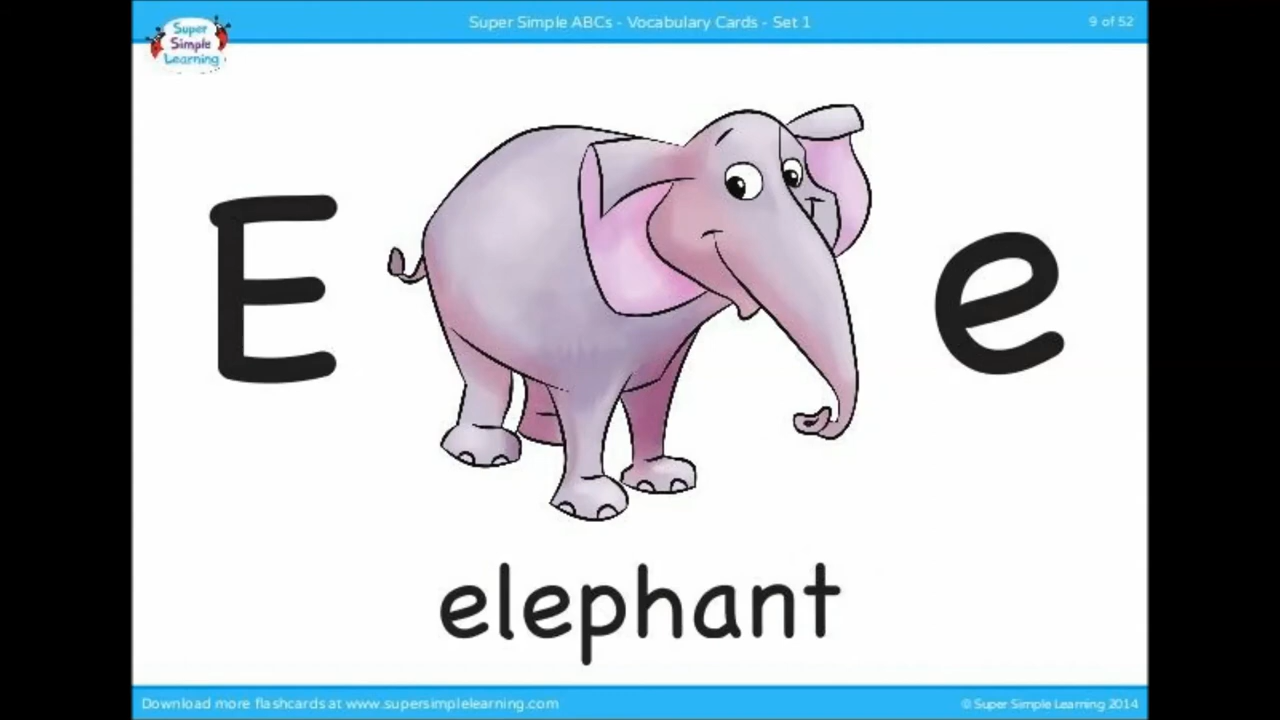 Super Simple ABCs - Vocabulary Cards - Set 1
9 of 52
Super
Simple
Learning
E
e
elephant
Download more flashcards at www.supersimplelearning.com
© Super Simple Learning 2014